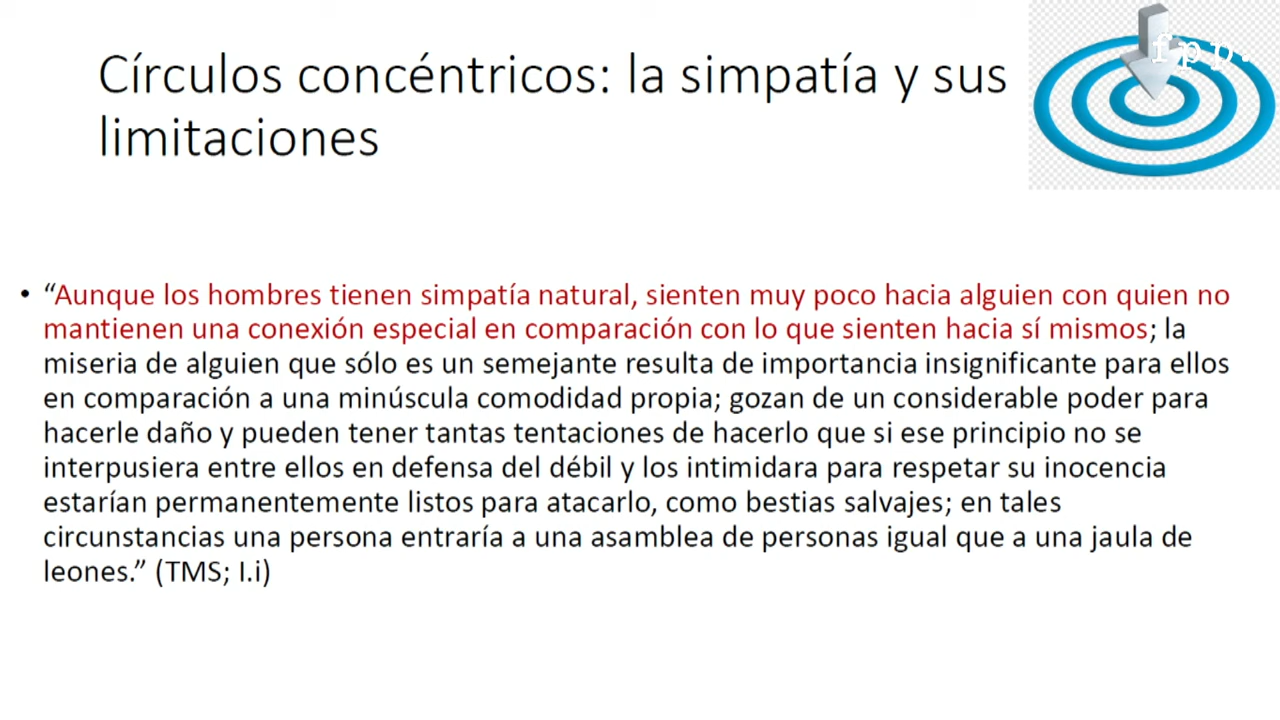 Círculos concéntricos: la simpatía y sus
limitaciones
fpp.
• “Aunque los hombres tienen simpatía natural, sienten muy poco hacia alguien con quien no
mantienen una conexión especial en comparación con lo que sienten hacia sí mismos; la
miseria de alguien que sólo es un semejante resulta de importancia insignificante para ellos
en comparación a una minúscula comodidad propia; gozan de un considerable poder para
hacerle daño y pueden tener tantas tentaciones de hacerlo que si ese principio no se
interpusiera entre ellos en defensa del débil y los intimidara para respetar su inocencia
estarían permanentemente listos para atacarlo, como bestias salvajes; en tales
circunstancias una persona entraría a una asamblea de personas igual que a una jaula de
leones.” (TMS; I.i)